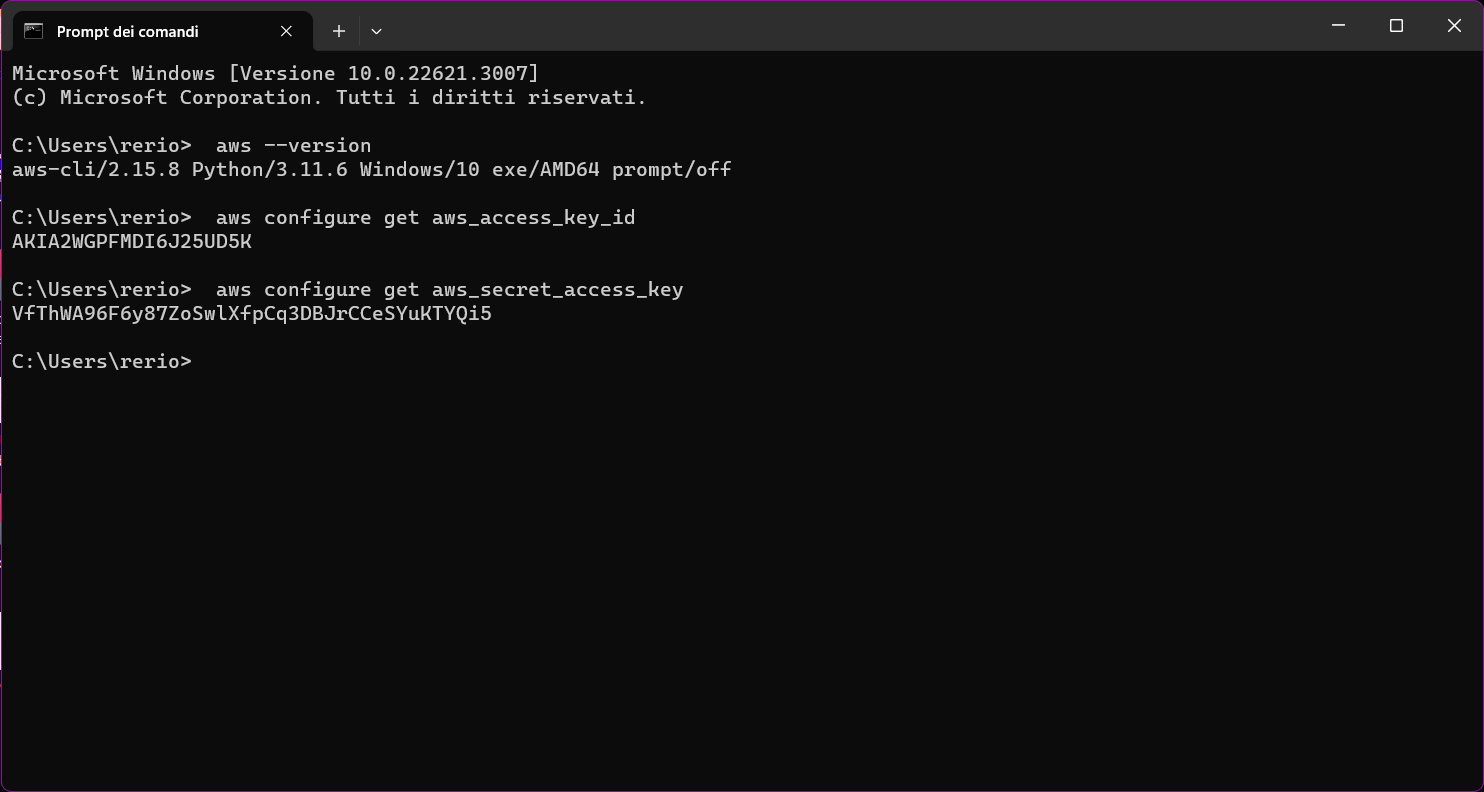 Prompt dei comandi
Microsoft Windows [Versione 10.0.22621.3007]
(c) Microsoft Corporation. Tutti i diritti riservati.
C:\Users\rerio>  aws --version
aws-cli/2.15.8 Python/3.11.6 Windows/10 exe/AMD64 prompt/off
C:\Users\rerio>  aws configure get aws_access_key_id
AKIA2WGPFMDI6J25UD5K
C:\Users\rerio>  aws configure get aws_secret_access_key
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
C:\Users\rerio>